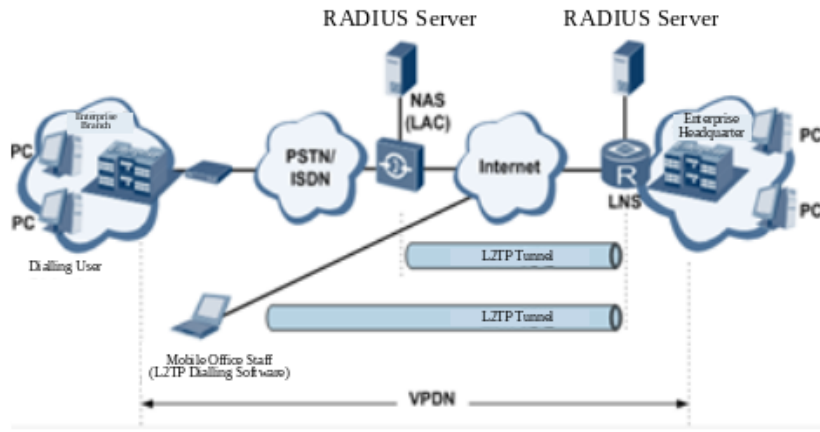 RADIUS Server
RADIUS Server
NAS
(LAC)
Enterprise
Branch
Enterprise
Headquarter
PC
PC
PSTN/
ISDN
Internet
R
LNS
PC
PC
Dialling User
L2TP Tunnel
L2TP Tunnel
Mobile Office Staff
(L2TP Dialling Software)
VPDN